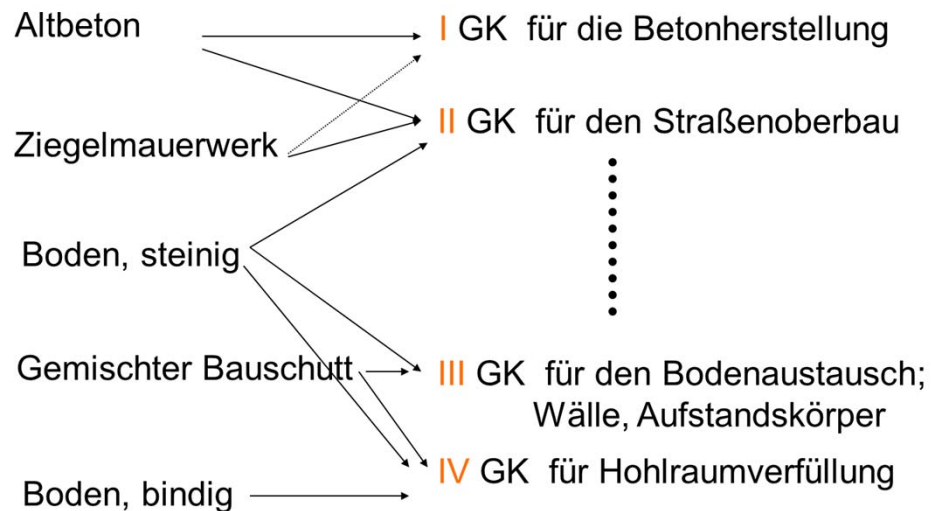 Altbeton
I GK für die Betonherstellung
II GK für den Straßenoberbau
Ziegelmauerwerk
Boden, steinig
Gemischter Bauschutt
III GK für den Bodenaustausch;
Wälle, Aufstandskörper
IV GK für Hohlraumverfüllung
Boden, bindig